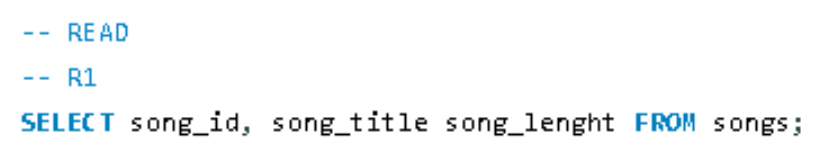 -- READ
-- R1
SELECT song_id, song_title song_lenght FROM songs;